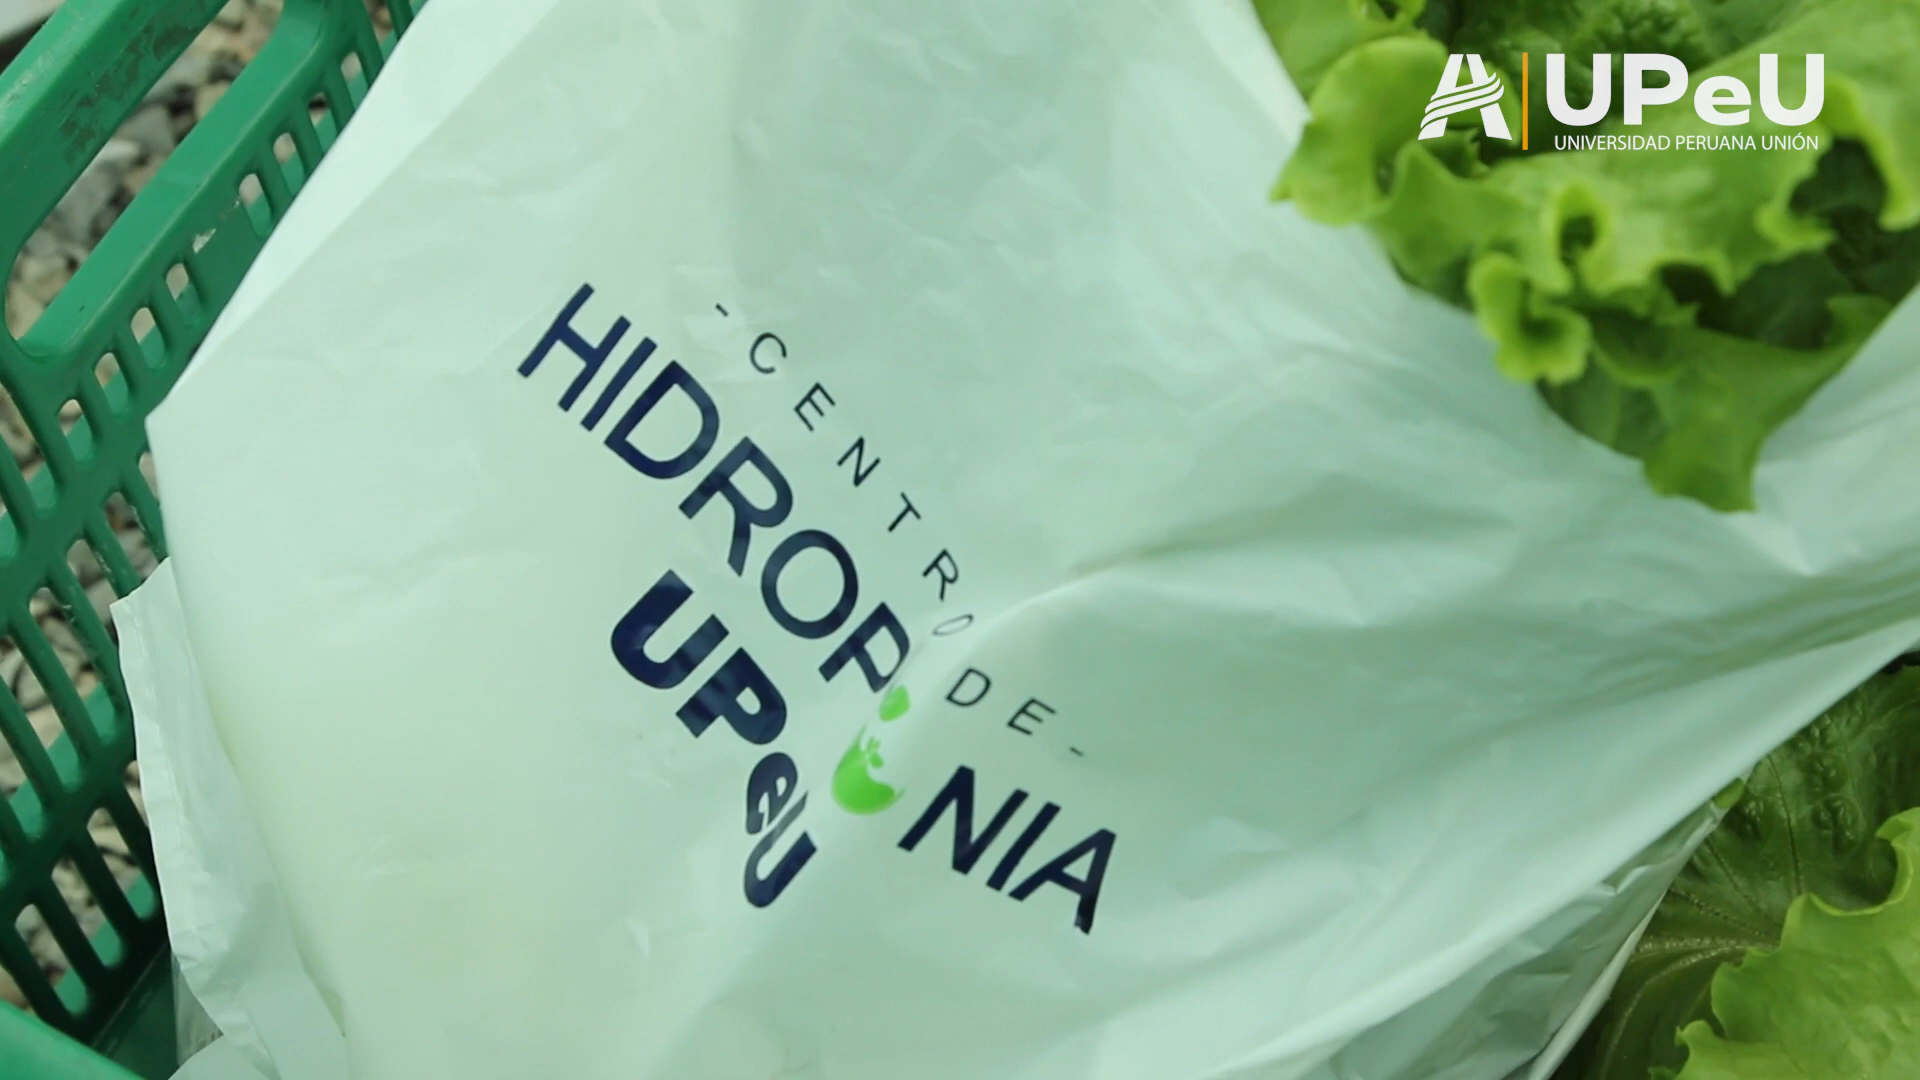 UPeU
UNIVERSIDAD PERUANA UNIÓN
- CENTRO DE -
HIDROPONIA
UPeU